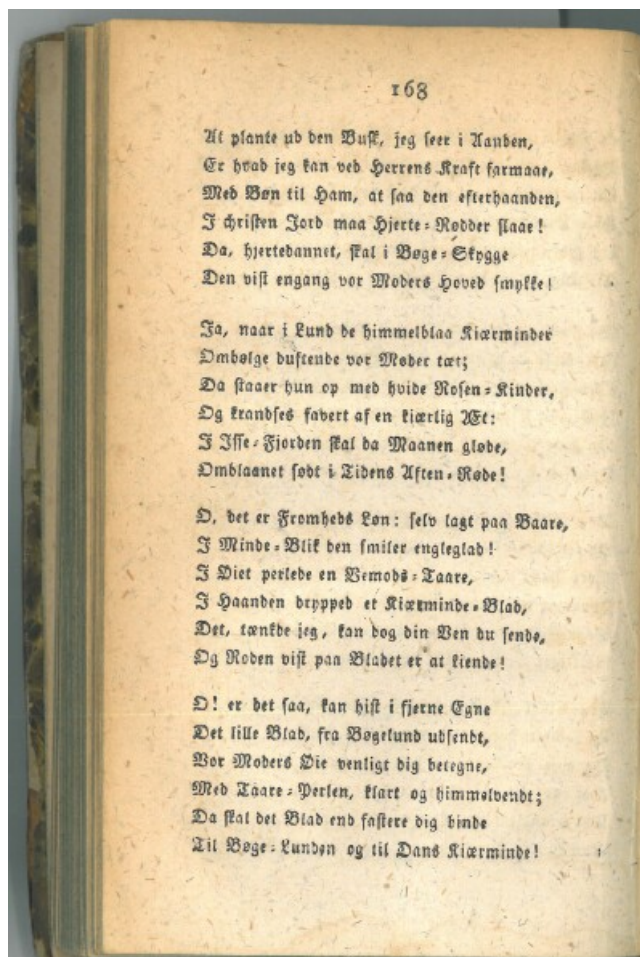 168
At plante ud den Busk, jeg seer i Aanden,
Er hvad jeg kan ved Herrens Kraft formaae,
Med Bøn til Ham, at saa den efterhaanden,
I christen Jord maa Hjerte-Rødder slaae!
Da, hjertedannet, skal i Bøge-Skygge
Den vist engang vor Moders Hoved smykke!
Ja, naar i Lund de himmelblaa Kiærminder
Ombølge duftende vor Moder tæt;
Da staaer hun op med hvide Rosen-Kinder,
Og krandses favert af en kiærlig Æt:
I Isse-Fjorden skal da Maanen gløde,
Omblaanet sødt i Tidens Aften-Røde!
O, det er Fromheds Løn: selv lagt paa Baare,
I Minde-Blik den smiler engleglad!
I Øiet perlede en Vemods-Taare,
I Haanden drypped et Kiærminde-Blad,
Det, tænkde jeg, kan dog din Ven du sende,
Og Roden vist paa Bladet er at kiende!
O! er det saa, kan hist i fjerne Egne
Det lille Blad, fra Bøgelund udsendt,
Vor Moders Øie venligt dig betegne,
Med Taare-Perlen, klart og himmelvendt;
Da skal det Blad end fastere dig binde
Til Bøge-Lunden og til Dans Kiærminde!